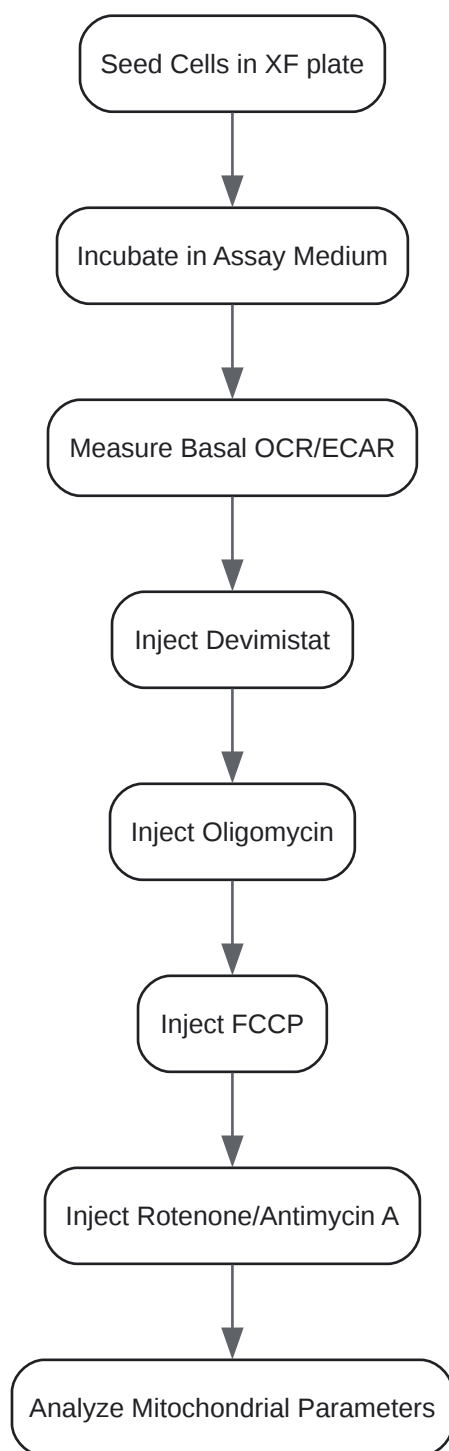 Seed Cells in XF plate
Incubate in Assay Medium
Measure Basal OCR/ECAR
Inject Devimistat
Inject Oligomycin
Inject FCCP
Inject Rotenone/Antimycin A
Analyze Mitochondrial Parameters